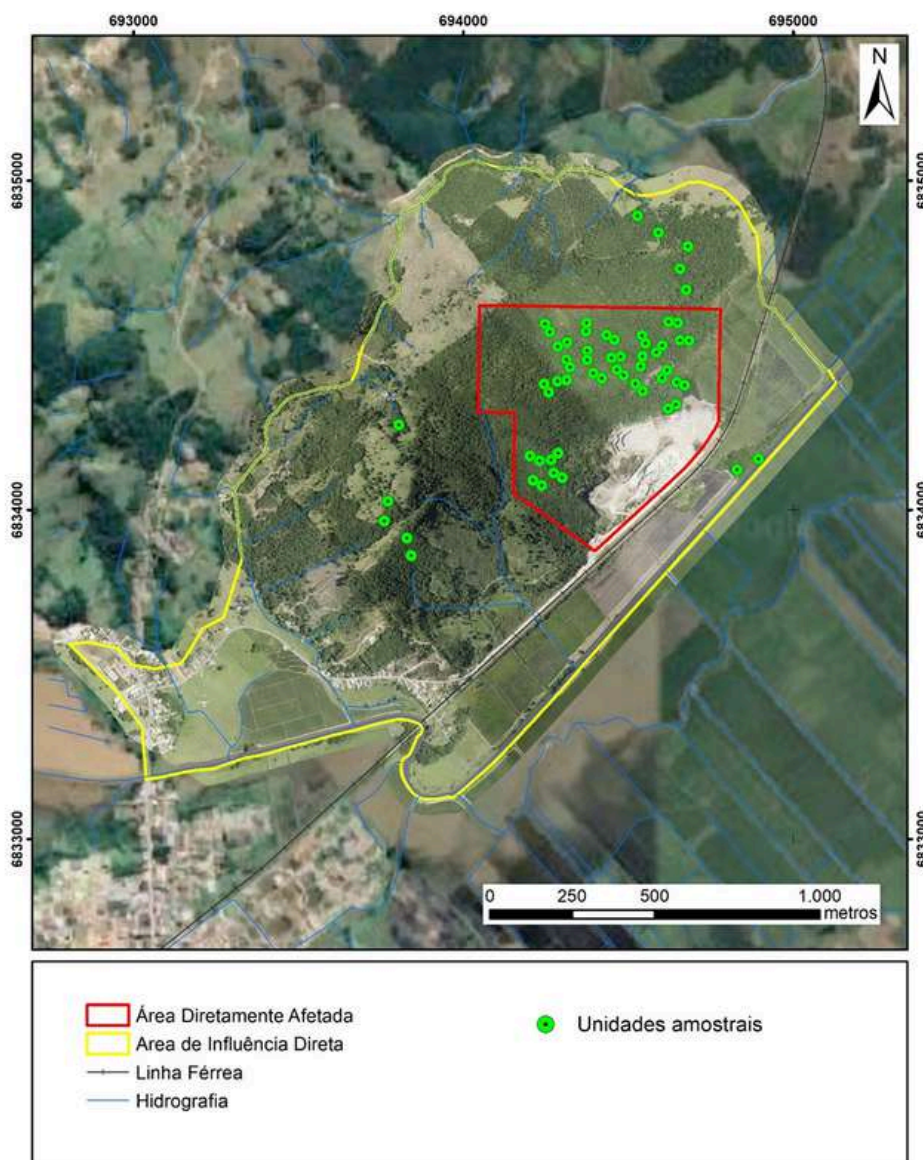 693000 694000 695000
N
6835000 6835000
6834000 6834000
6833000 6833000
0 250 500 1.000
metros
Área Diretamente Afetada
Area de Influência Direta
Linha Férrea
Hidrografia
Unidades amostrais